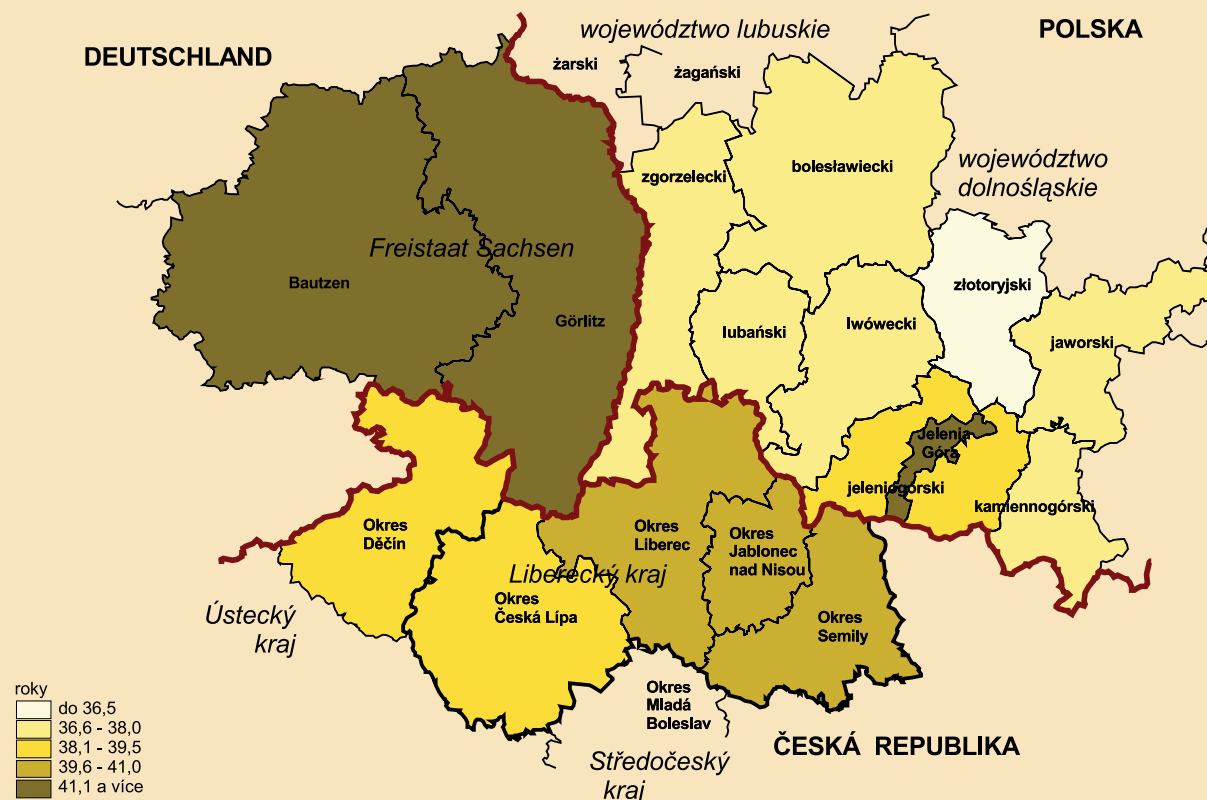 DEUTSCHLAND
województwo lubuskie
POLSKA
żarski
żagański
zgorzelecki
bolesławiecki
województwo
dolnośląskie
Freistaat Sachsen
Bautzen
Görlitz
lubański
lwówecki
złotoryjski
jaworski
Jelenia
Góra
jeleniogórski
kamiennogórski
Okres
Děčín
Okres
Liberec
Okres
Jablonec
nad Nisou
Liberecký kraj
Okres
Česká Lípa
Okres
Semily
Ústecký
kraj
Okres
Mladá
Boleslav
ČESKÁ REPUBLIKA
Středočeský
kraj
roky
do 36,5
36,6 - 38,0
38,1 - 39,5
39,6 - 41,0
41,1 a více